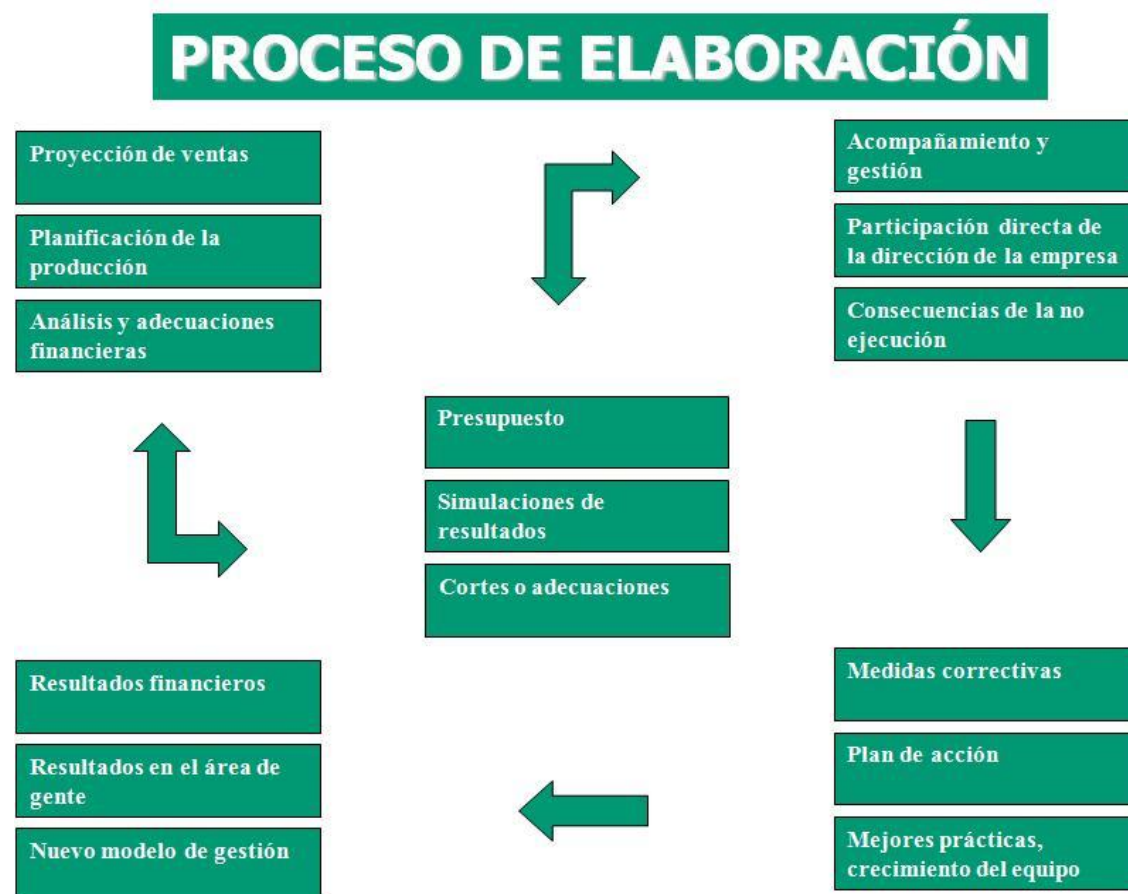 PROCESO DE ELABORACIÓN
Proyección de ventas
Planificación de la
producción
Análisis y adecuaciones
financieras
Acompañamiento y
gestión
Participación directa de
la dirección de la empresa
Consecuencias de la no
ejecución
Presupuesto
Simulaciones de
resultados
Cortes o adecuaciones
Resultados financieros
Resultados en el área de
gente
Nuevo modelo de gestión
Medidas correctivas
Plan de acción
Mejores prácticas,
crecimiento del equipo